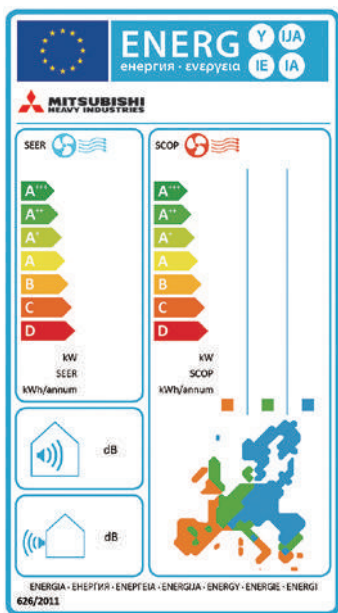 ENERG Y IJA
енергия · ενεργεια IE IA
MITSUBISHI
HEAVY INDUSTRIES
SEER
A+++
A++
A+
A
B
C
D
kW
SEER
kWh/annum
SCOP
A+++
A++
A+
A
B
C
D
kW
SCOP
kWh/annum
dB
dB
ENERGIA - ЕНЕРГИЯ - ΕΝΕΡΓΕΙΑ - ENERGIJA - ENERGY - ENERGIE - ENERGI
626/2011